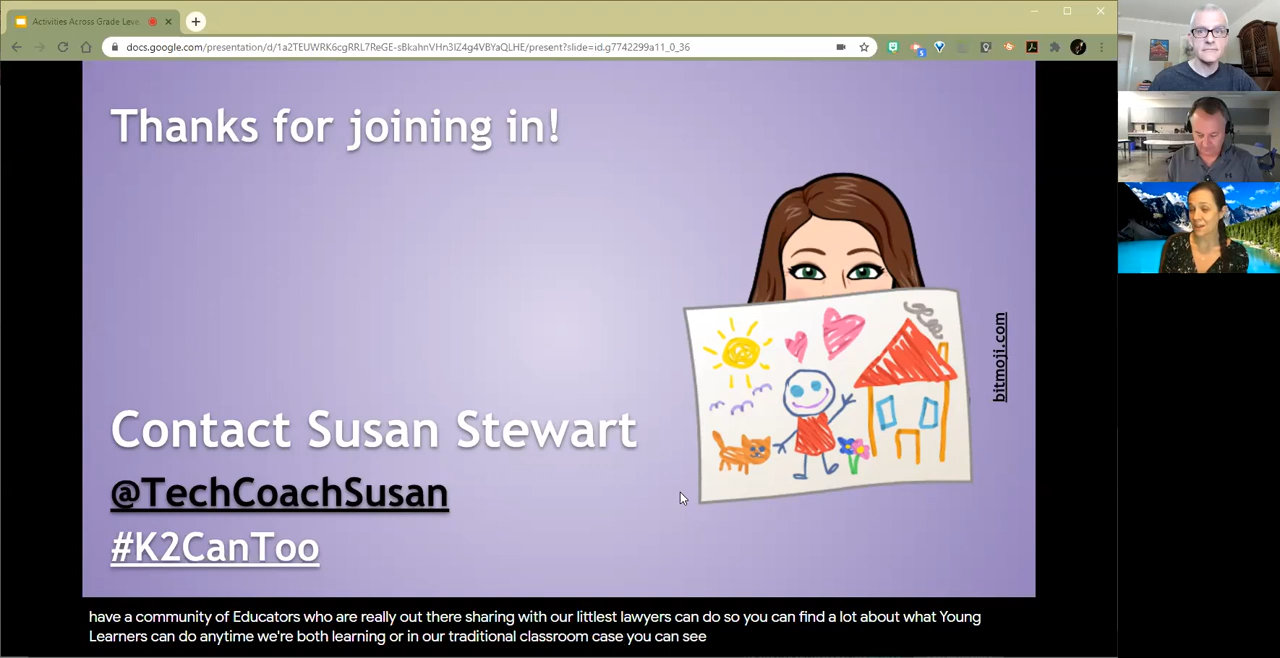 Activities Across Grade Leve
docs.google.com/presentation/d/1a2TEUWRK6cgRRL7ReGE-sBkahnVHn3IZ4g4VBYaQLHE/present?slide=id.g7742299a11_0_36
Thanks for joining in!
bitmoji.com
Contact Susan Stewart
@TechCoachSusan
#K2CanToo
have a community of Educators who are really out there sharing with our littlest lawyers can do so you can find a lot about what Young
Learners can do anytime we're both learning or in our traditional classroom case you can see